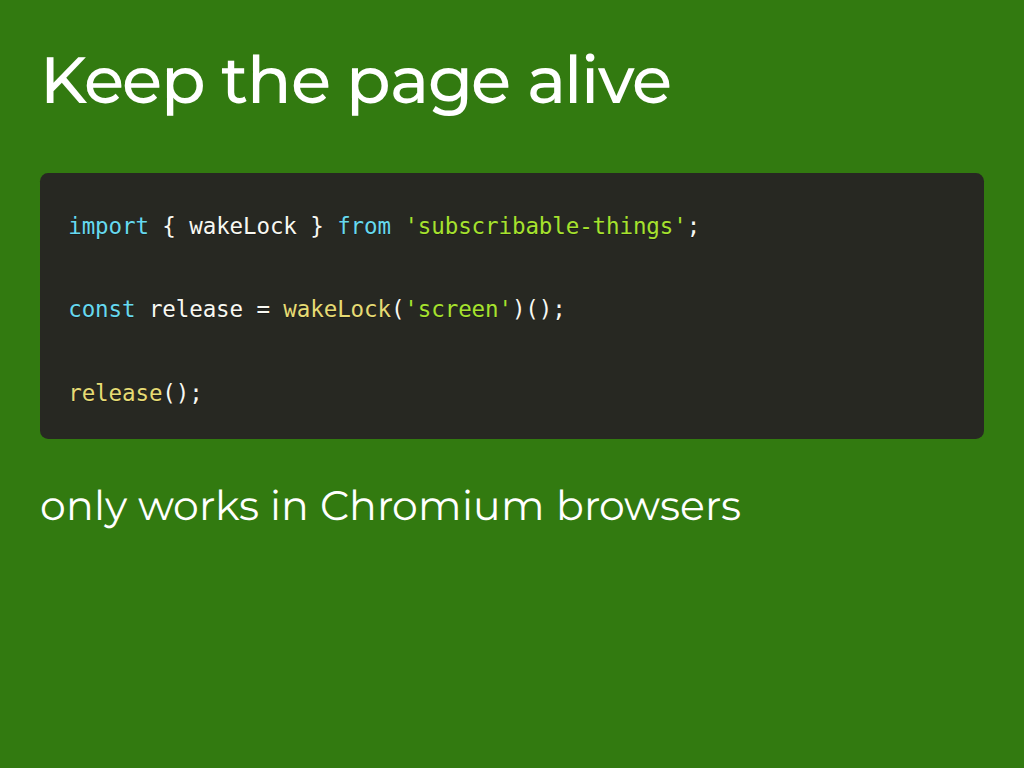 Keep the page alive
import { wakeLock } from 'subscribable-things';
const release = wakeLock('screen')();
release();
only works in Chromium browsers